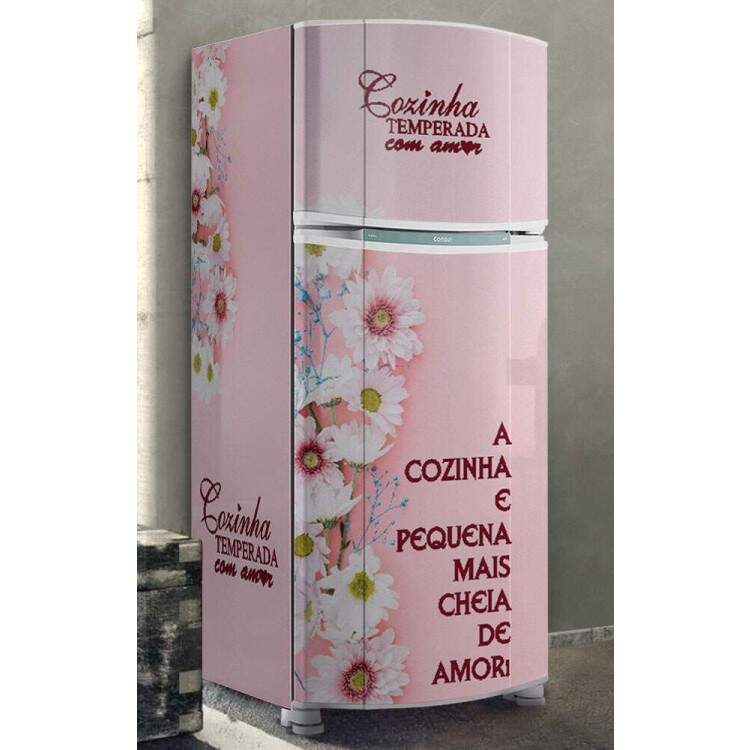 Cozinha
TEMPERADA
com amor
consul
A
COZINHA
E
PEQUENA
MAIS
CHEIA
DE
AMOR!
Cozinha
TEMPERADA
com amor